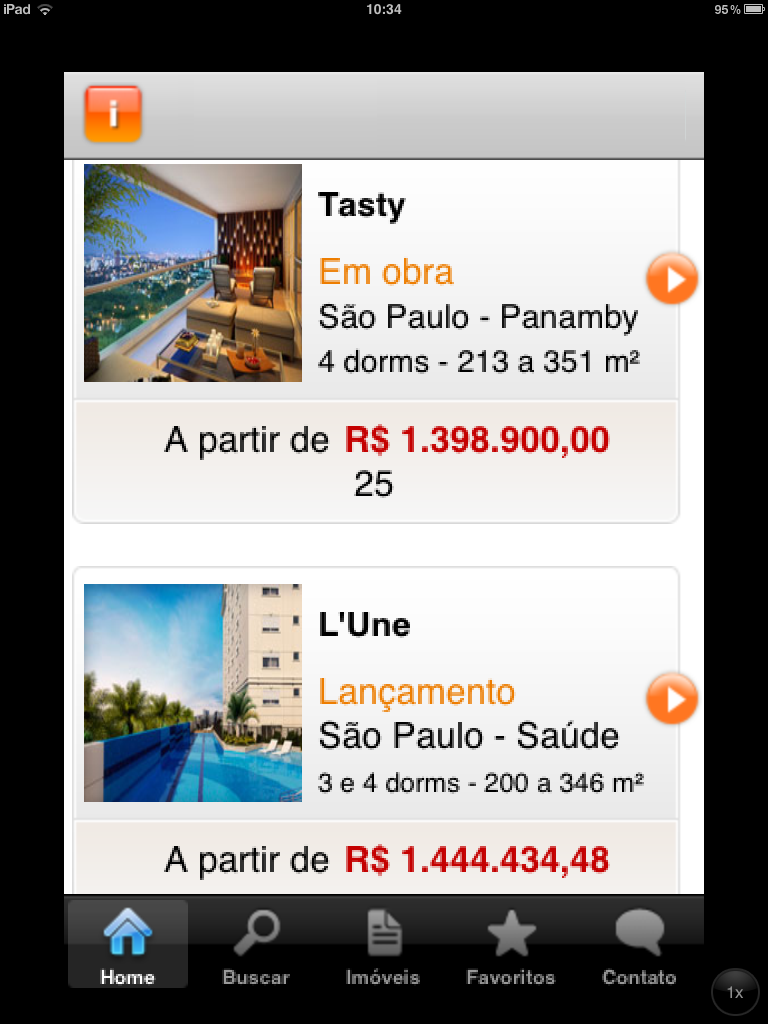 iPad 10:34 95%
i
Tasty
Em obra
São Paulo - Panamby
4 dorms - 213 a 351 m²
A partir de R$ 1.398.900,00
25
L'Une
Lançamento
São Paulo - Saúde
3 e 4 dorms - 200 a 346 m²
A partir de R$ 1.444.434,48
Home Buscar Imóveis Favoritos Contato
1x